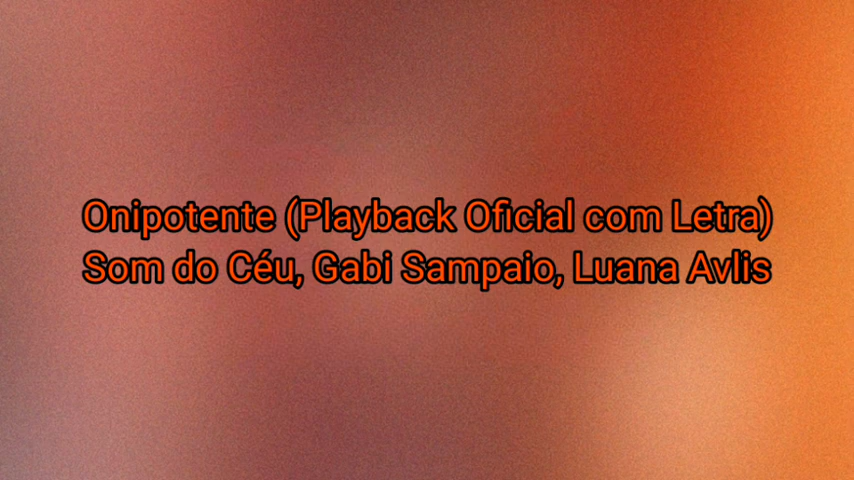 Onipotente (Playback Oficial com Letra)
Som do Céu, Gabi Sampaio, Luana Avlis